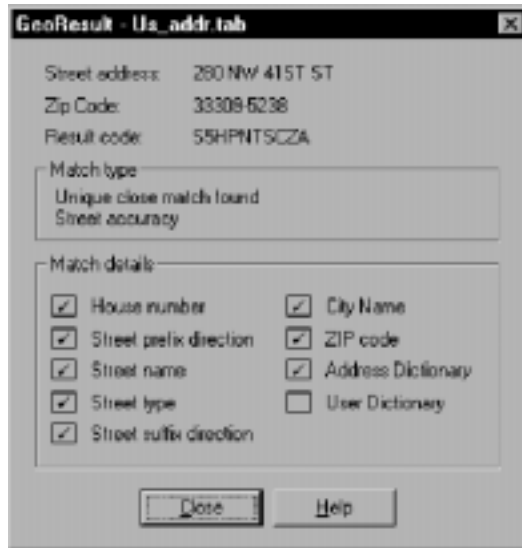 GeoResult - Us_addr.tab
Street address: 280 NW 41ST ST
Zip Code: 33309-5238
Result code: S5HPNTSCZA
Match type
Unique close match found
Street accuracy
Match details
House number
Street prefix direction
Street name
Street type
Street suffix direction
City Name
ZIP code
Address Dictionary
User Dictionary
Close
Help